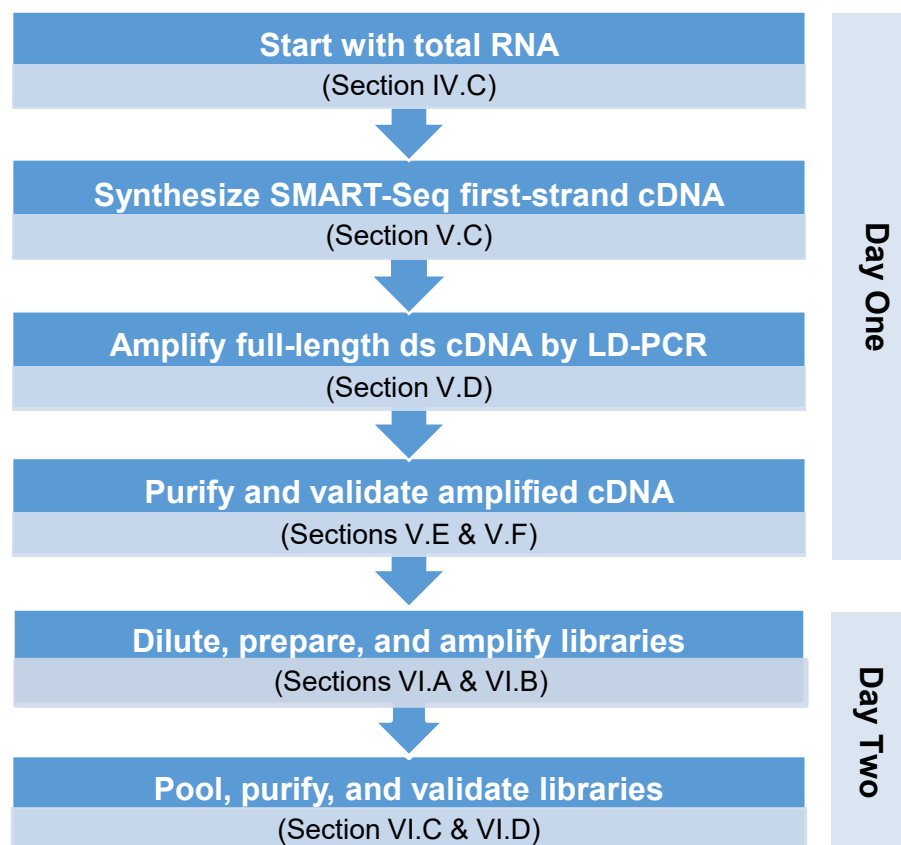 Start with total RNA
(Section IV.C)
Synthesize SMART-Seq first-strand cDNA
(Section V.C)
Amplify full-length ds cDNA by LD-PCR
(Section V.D)
Purify and validate amplified cDNA
(Sections V.E & V.F)
Day One
Dilute, prepare, and amplify libraries
(Sections VI.A & VI.B)
Pool, purify, and validate libraries
(Section VI.C & VI.D)
Day Two